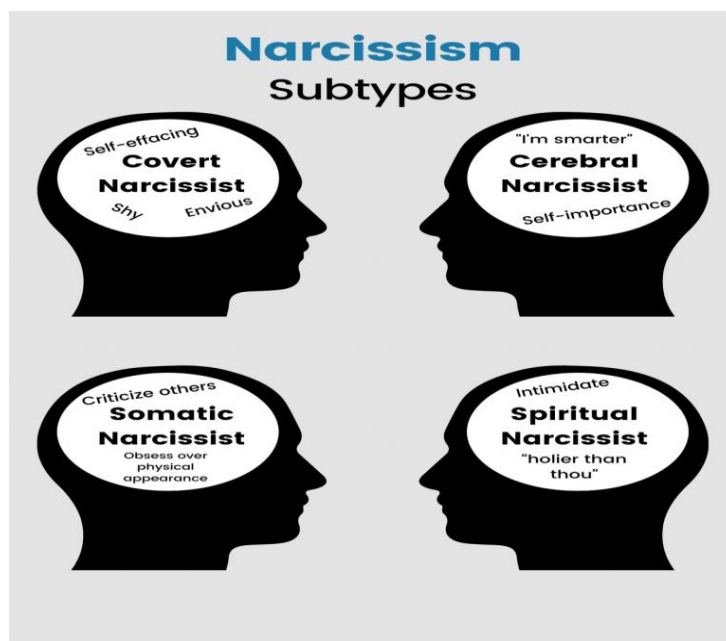 Narcissism
Subtypes
Self-effacing
Covert
Narcissist
Shy
Envious
"I'm smarter"
Cerebral
Narcissist
Self-importance
Criticize others
Somatic
Narcissist
Obsess over
physical
appearance
Intimidate
Spiritual
Narcissist
"holier than
thou"